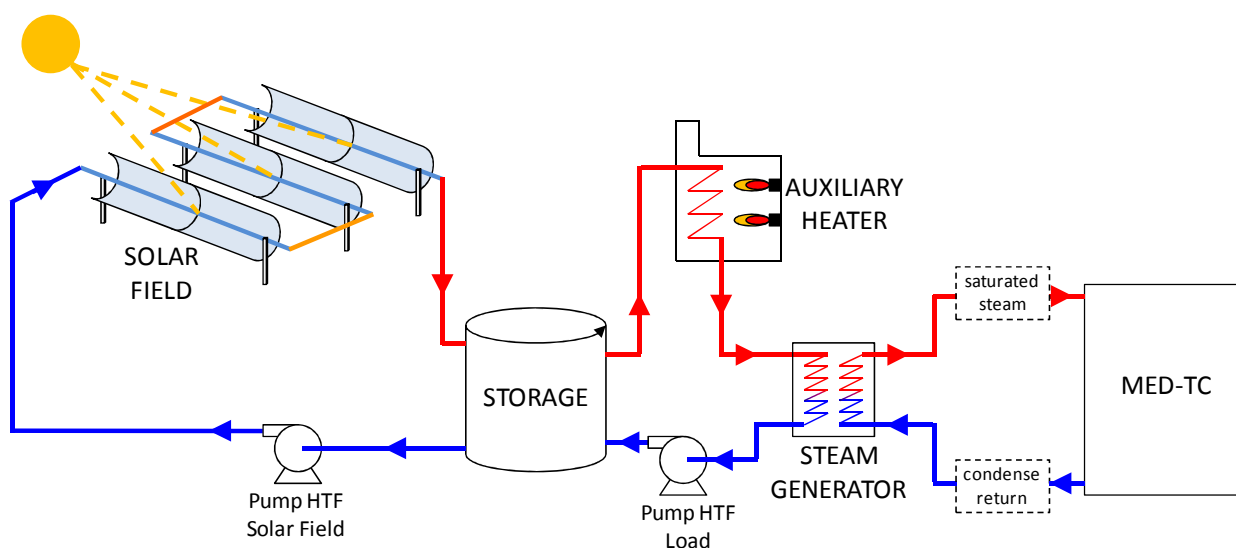 SOLAR
FIELD
AUXILIARY
HEATER
saturated
steam
STORAGE
MED-TC
STEAM
GENERATOR
condense
return
Pump HTF
Solar Field
Pump HTF
Load